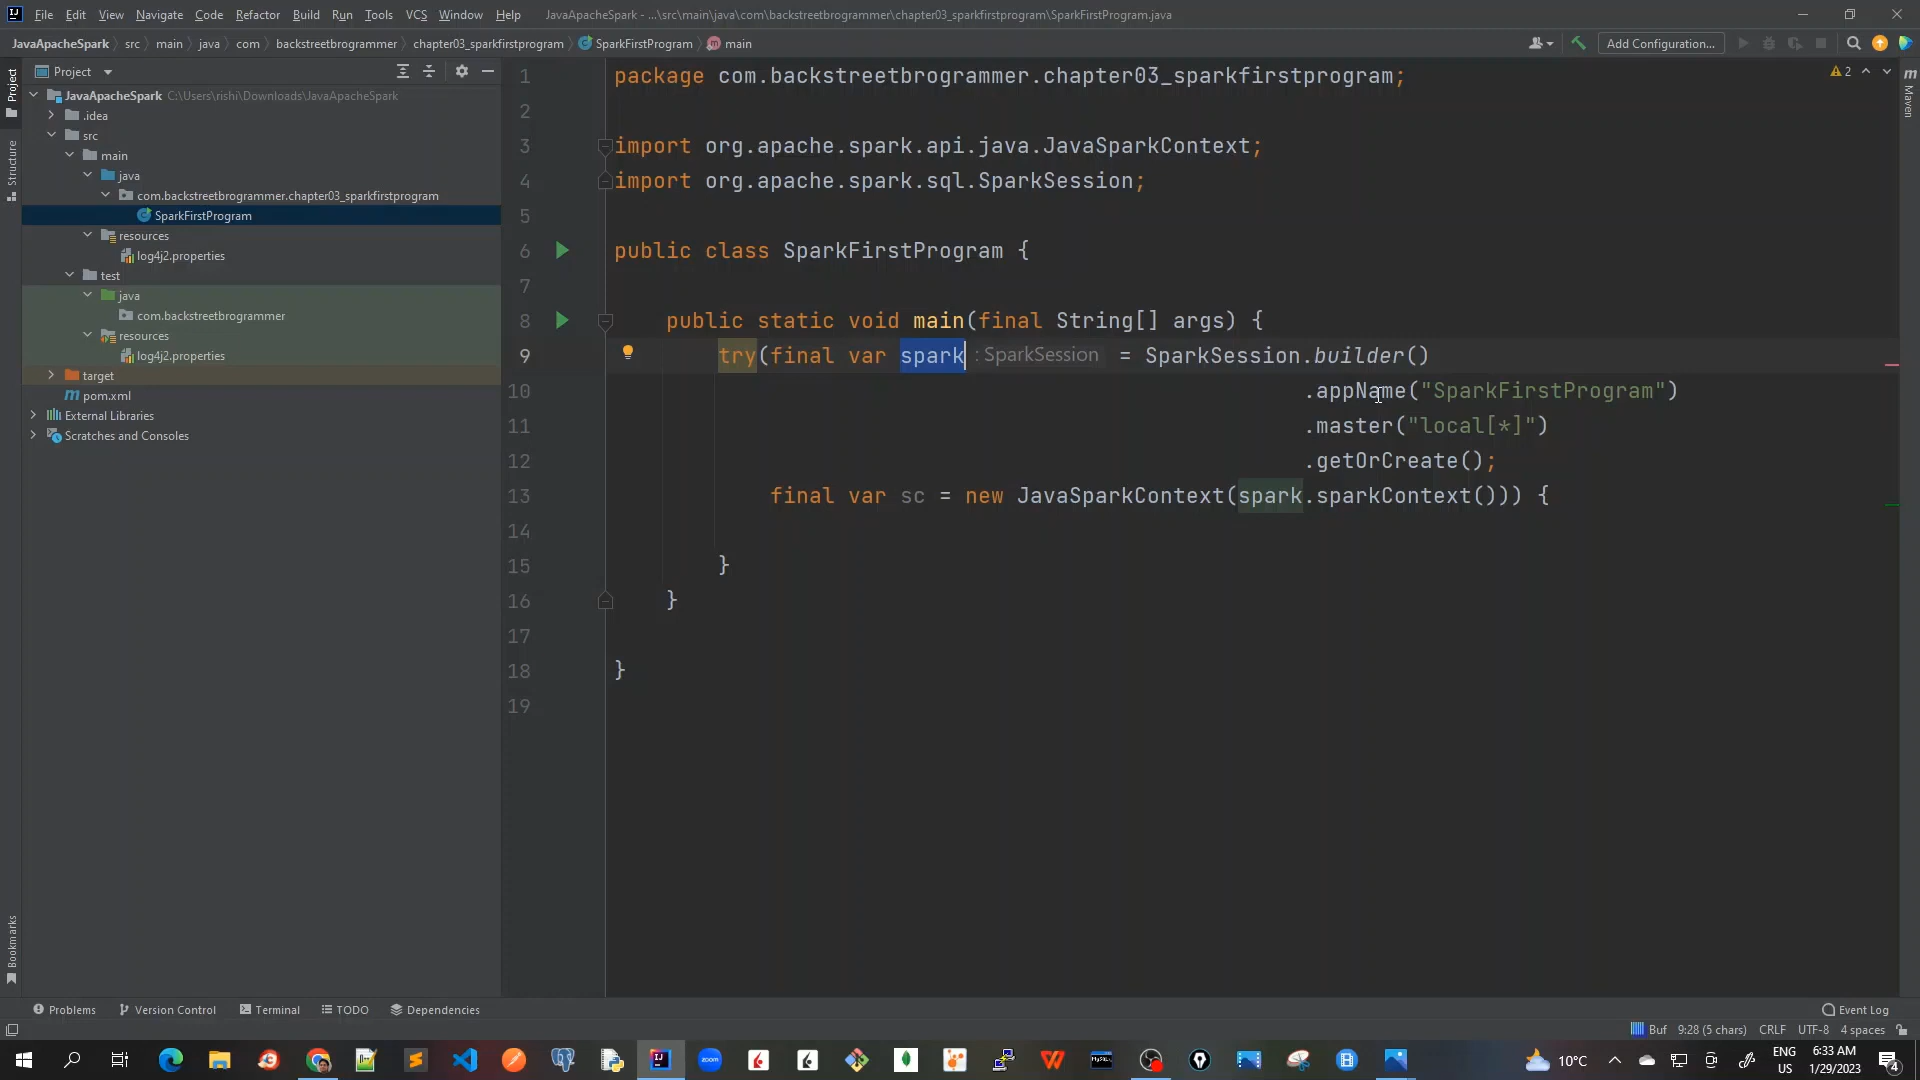 File Edit View Navigate Code Refactor Build Run Tools VCS Window Help JavaApacheSpark - ...\src\main\java\com\backstreetbrogrammer\chapter03_sparkfirstprogram\SparkFirstProgram.java
JavaApacheSpark src main java com backstreetbrogrammer chapter03_sparkfirstprogram SparkFirstProgram main Add Configuration...
Project
JavaApacheSpark C:\Users\rishi\Downloads\JavaApacheSpark
.idea
src
main
java
com.backstreetbrogrammer.chapter03_sparkfirstprogram
SparkFirstProgram
resources
log4j2.properties
test
java
com.backstreetbrogrammer
resources
log4j2.properties
target
pom.xml
External Libraries
Scratches and Consoles
Project
Structure
Bookmarks
1 package com.backstreetbrogrammer.chapter03_sparkfirstprogram;
2
3 import org.apache.spark.api.java.JavaSparkContext;
4 import org.apache.spark.sql.SparkSession;
5
6 public class SparkFirstProgram {
7
8 public static void main(final String[] args) {
9 try(final var spark : SparkSession = SparkSession.builder()
10 .appName("SparkFirstProgram")
11 .master("local[*]")
12 .getOrCreate();
13 final var sc = new JavaSparkContext(spark.sparkContext())) {
14
15 }
16 }
17
18 }
19
2
Maven
Problems Version Control Terminal TODO Dependencies Event Log
Buf 9:28 (5 chars) CRLF UTF-8 4 spaces
zoom
10°C
ENG
US
6:33 AM
1/29/2023
4